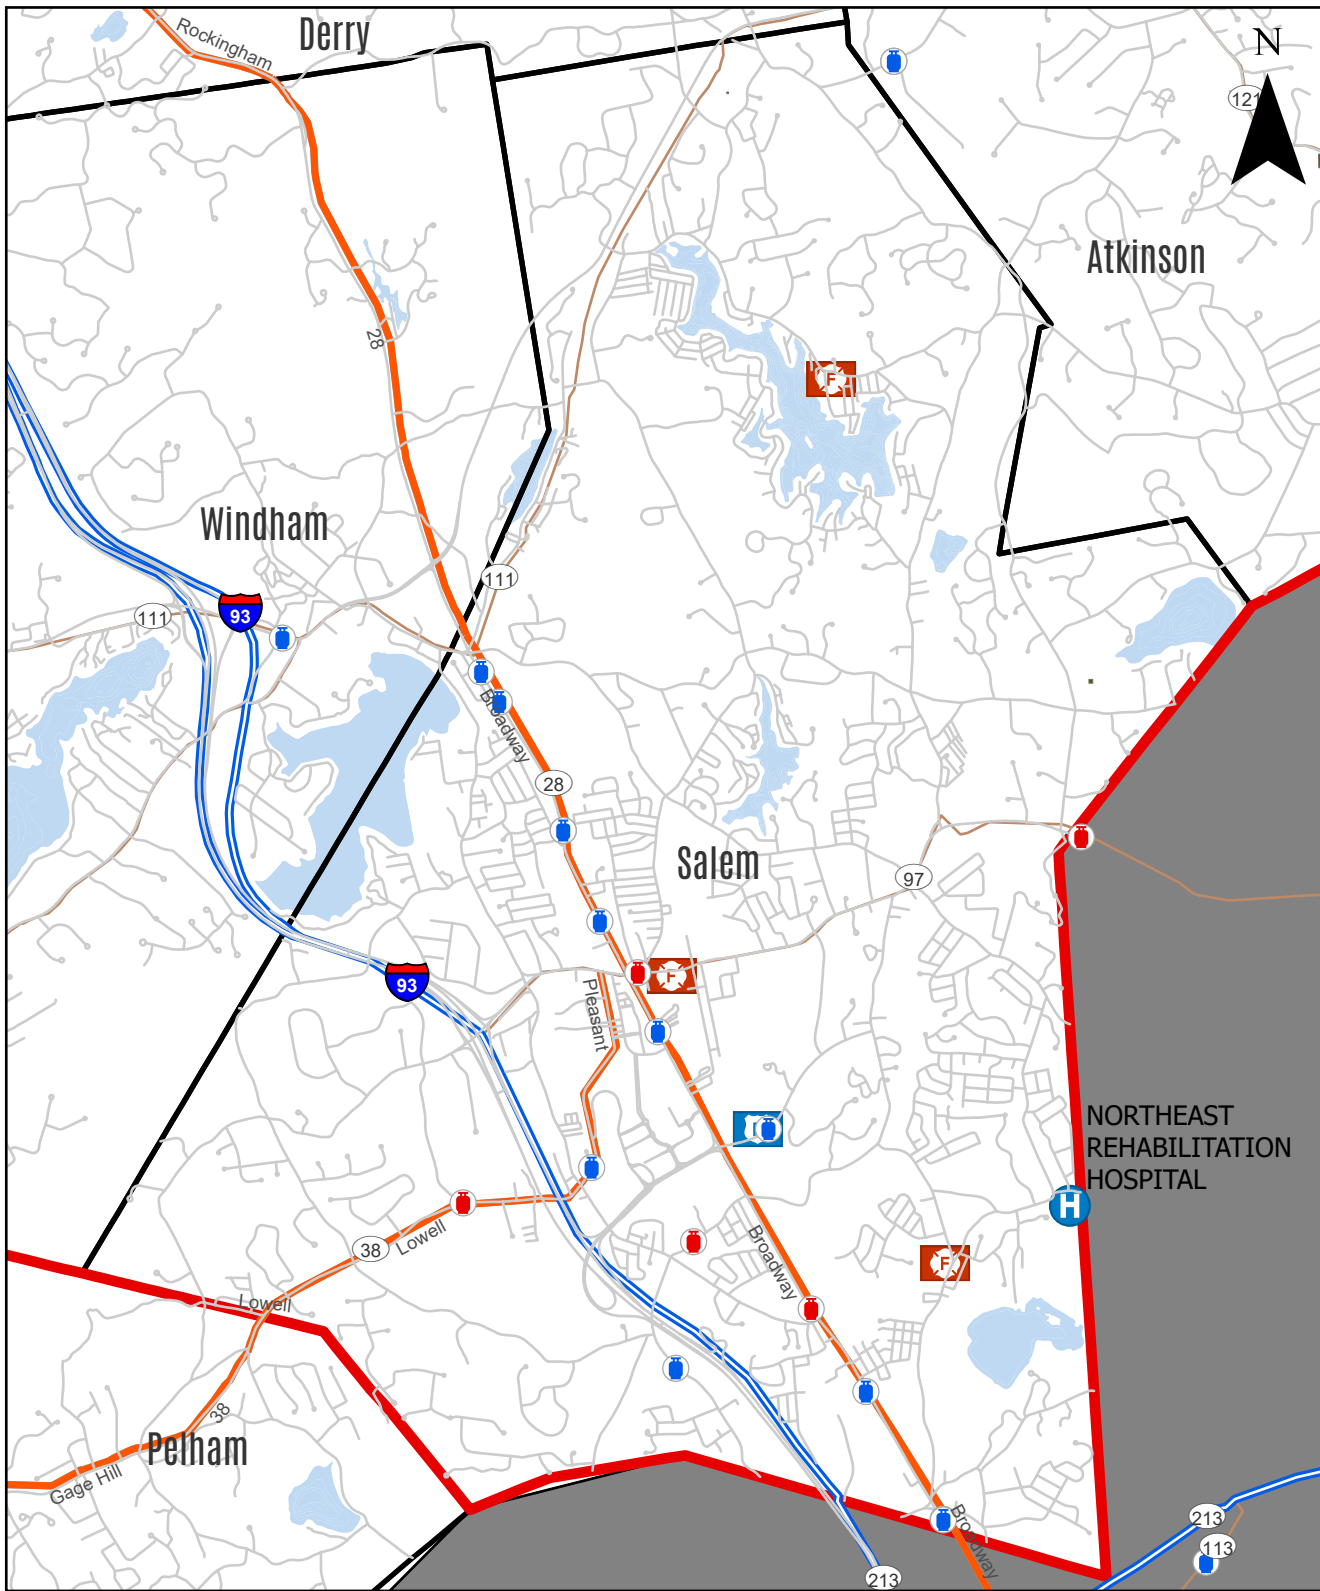 Derry
N
Rockingham
121
Atkinson
28
F
Windham
111
93
111
Broadway
28
Salem
97
F
93
Pleasant
NORTHEAST
REHABILITATION
HOSPITAL
H
Lowell
38
Broadway
F
Lowell
38
Pelham
Gage Hill
Broadway
213
113
213